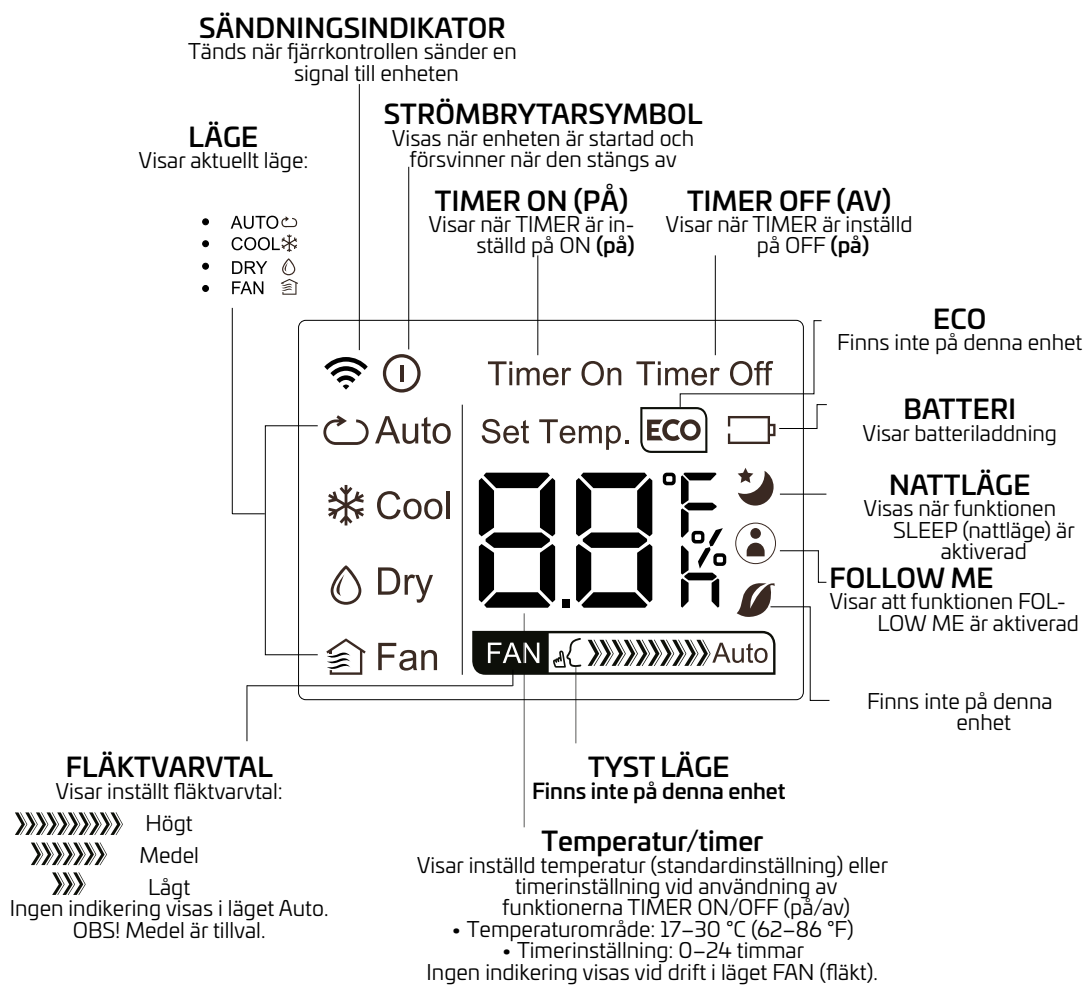 SÄNDNINGSINDIKATOR
Tänds när fjärrkontrollen sänder en
signal till enheten
STRÖMBRYTARSYMBOL
Visas när enheten är startad och
försvinner när den stängs av
LÄGE
Visar aktuellt läge:
• AUTO
• COOL
• DRY
• FAN
TIMER ON (PÅ)
Visar när TIMER är in-
ställd på ON (på)
TIMER OFF (AV)
Visar när TIMER är inställd
på OFF (på)
ECO
Finns inte på denna enhet
BATTERI
Visar batteriladdning
NATTLÄGE
Visas när funktionen
SLEEP (nattläge) är
aktiverad
FOLLOW ME
Visar att funktionen FOL-
LOW ME är aktiverad
Finns inte på denna
enhet
Timer On Timer Off
Auto
Set Temp. ECO
Cool
88 °F
%
Dry
8.8 h
Fan
FAN Auto
FLÄKTVARVTAL
Visar inställt fläktvarvtal:
Högt
Medel
Lågt
Ingen indikering visas i läget Auto.
OBS! Medel är tillval.
TYST LÄGE
Finns inte på denna enhet
Temperatur/timer
Visar inställd temperatur (standardinställning) eller
timerinställning vid användning av
funktionerna TIMER ON/OFF (på/av)
• Temperaturområde: 17–30 °C (62–86 °F)
• Timerinställning: 0–24 timmar
Ingen indikering visas vid drift i läget FAN (fläkt).